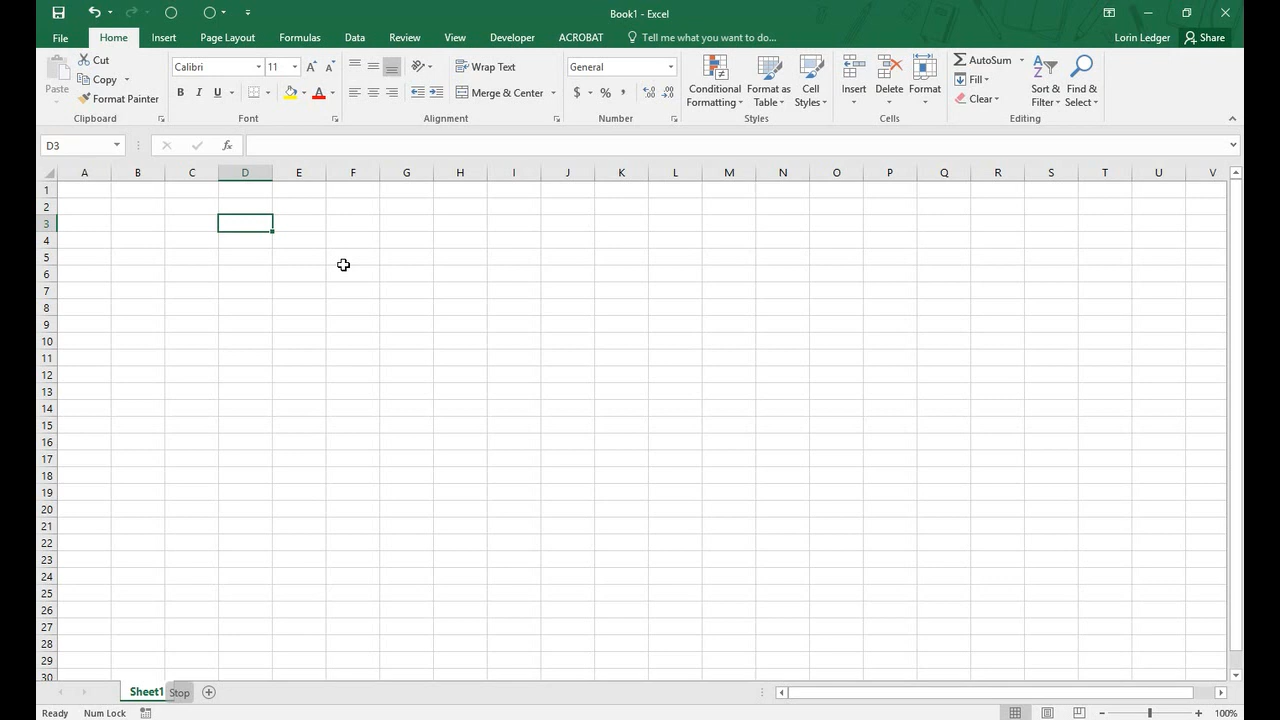 Book1 - Excel
File Home Insert Page Layout Formulas Data Review View Developer ACROBAT Tell me what you want to do... Lorin Ledger Share
Paste Cut Copy Format Painter Clipboard
Calibri 11 B I U A Font
Wrap Text Merge & Center Alignment
General $ % , Number
Conditional Formatting Format as Table Cell Styles Styles
Insert Delete Format Cells
AutoSum Fill Clear Sort & Filter Find & Select Editing
D3 fx
A B C D E F G H I J K L M N O P Q R S T U V
1
2
3
4
5
6
7
8
9
10
11
12
13
14
15
16
17
18
19
20
21
22
23
24
25
26
27
28
29
30
Sheet1 Stop
Ready Num Lock 100%